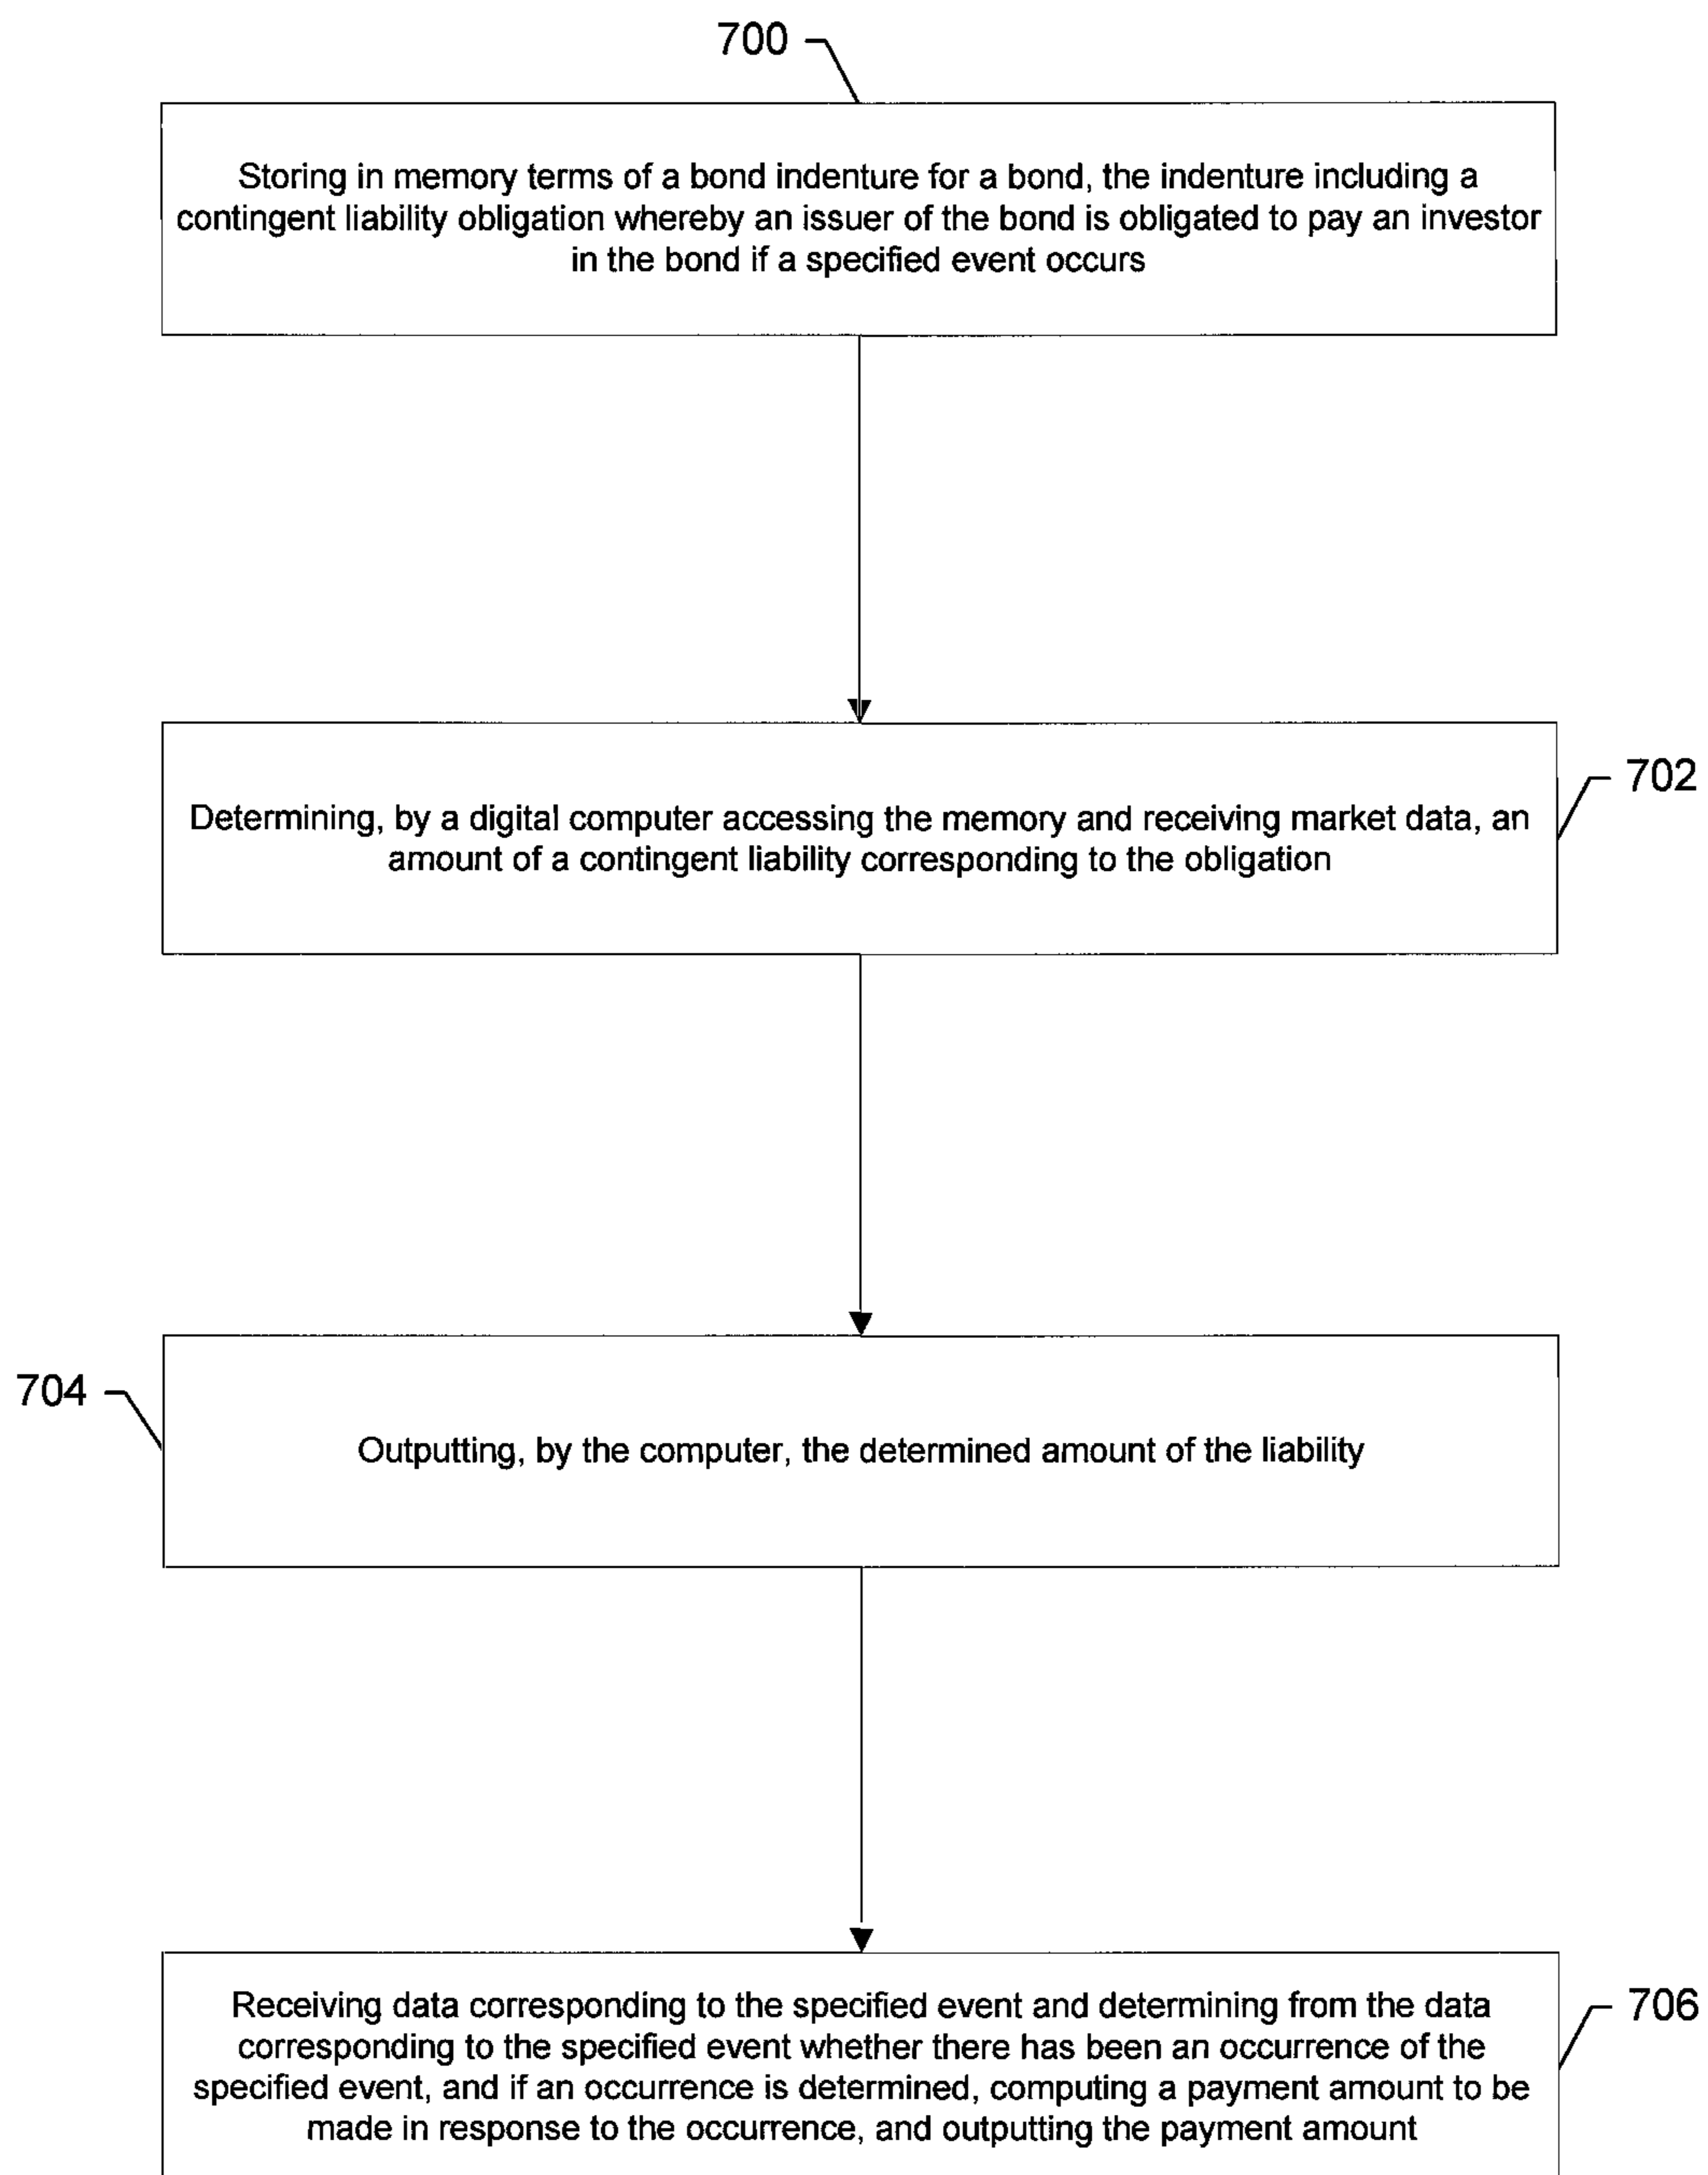 700
Storing in memory terms of a bond indenture for a bond, the indenture including a
contingent liability obligation whereby an issuer of the bond is obligated to pay an investor
in the bond if a specified event occurs
702
Determining, by a digital computer accessing the memory and receiving market data, an
amount of a contingent liability corresponding to the obligation
704
Outputting, by the computer, the determined amount of the liability
706
Receiving data corresponding to the specified event and determining from the data
corresponding to the specified event whether there has been an occurrence of the
specified event, and if an occurrence is determined, computing a payment amount to be
made in response to the occurrence, and outputting the payment amount